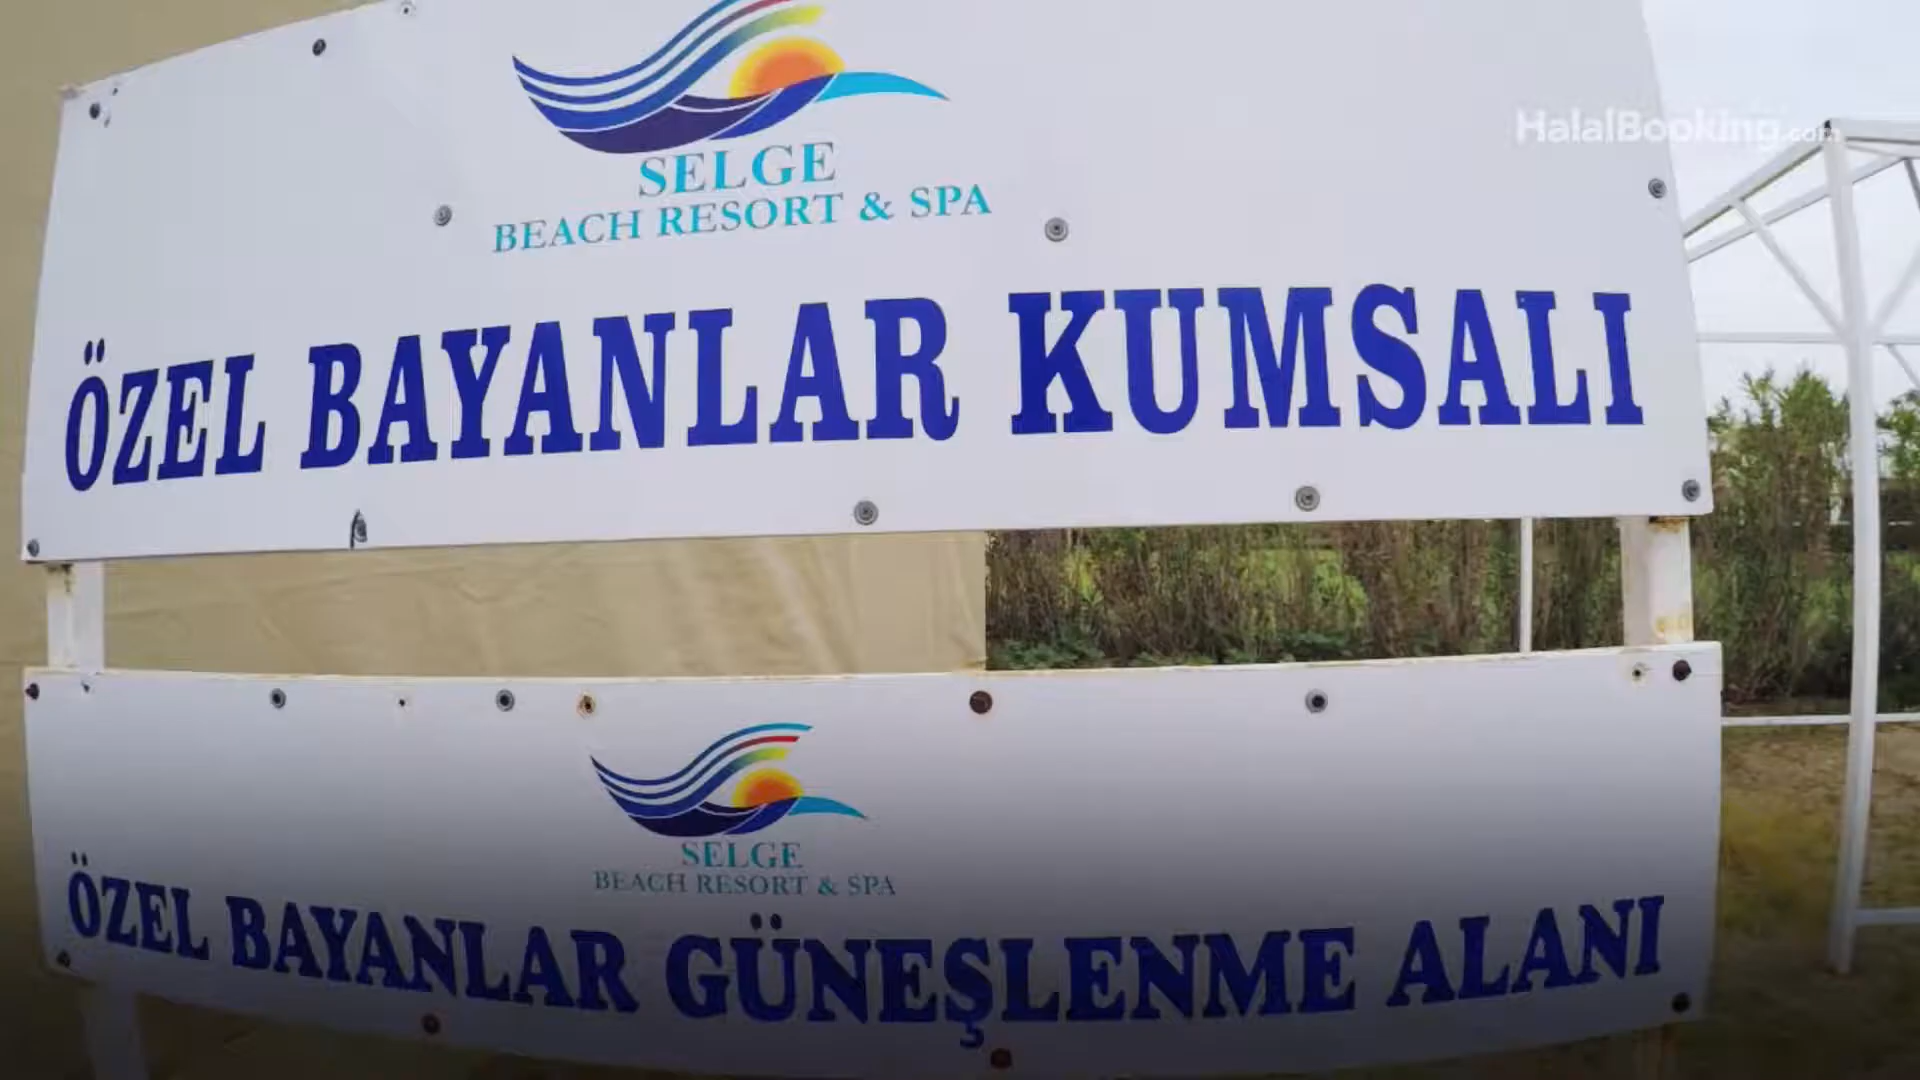 SELGE
BEACH RESORT & SPA
HalalBooking.com
ÖZEL BAYANLAR KUMSALI
SELGE
BEACH RESORT & SPA
ÖZEL BAYANLAR GÜNEŞLENME ALANI